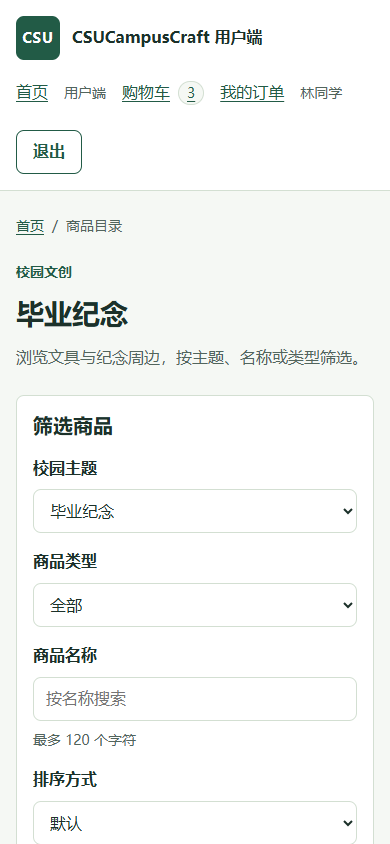 CSU CSUCampusCraft 用户端
首页 用户端 购物车 3 我的订单 林同学
退出
首页 / 商品目录
校园文创
毕业纪念
浏览文具与纪念周边，按主题、名称或类型筛选。
筛选商品
校园主题
毕业纪念
商品类型
全部
商品名称
按名称搜索
最多 120 个字符
排序方式
默认